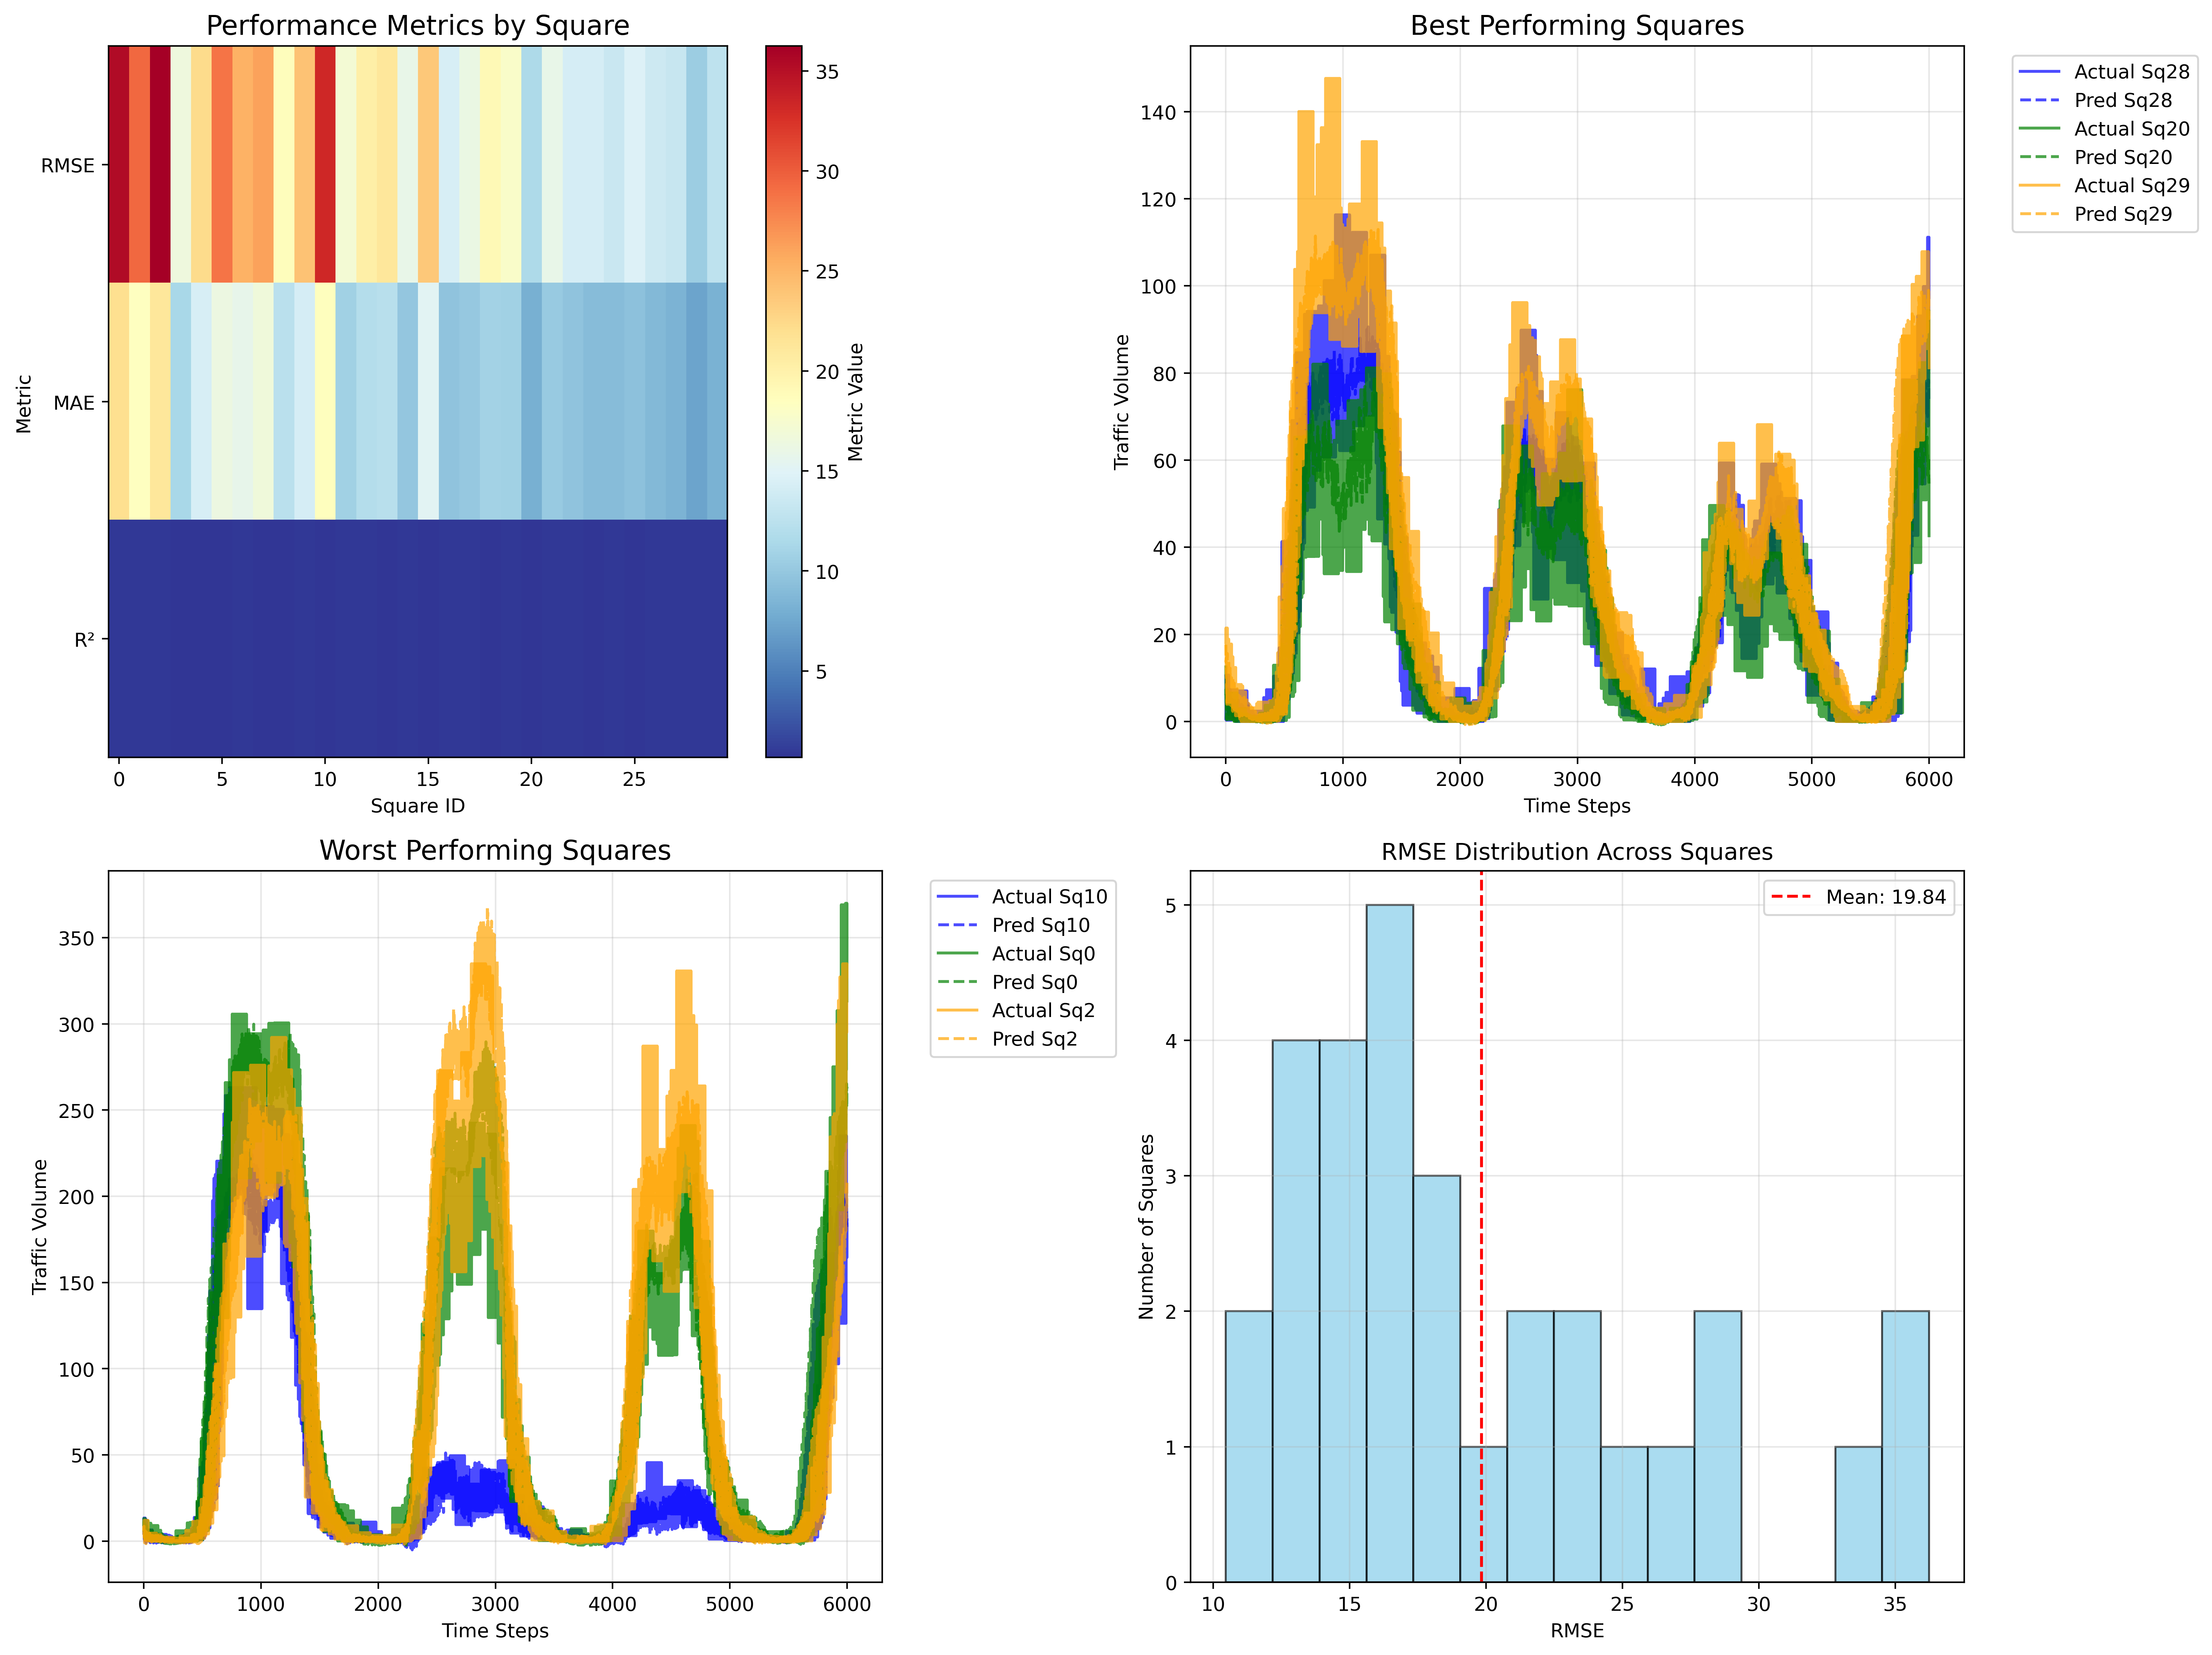 Performance Metrics by Square
RMSE
MAE
R²
Metric
0 5 10 15 20 25
Square ID
35
30
25
20
15
10
5
Metric Value
Best Performing Squares
140
120
100
80
60
40
20
0
Traffic Volume
0 1000 2000 3000 4000 5000 6000
Time Steps
Actual Sq28
Pred Sq28
Actual Sq20
Pred Sq20
Actual Sq29
Pred Sq29
Worst Performing Squares
350
300
250
200
150
100
50
0
Traffic Volume
0 1000 2000 3000 4000 5000 6000
Time Steps
Actual Sq10
Pred Sq10
Actual Sq0
Pred Sq0
Actual Sq2
Pred Sq2
RMSE Distribution Across Squares
5
4
3
2
1
0
Number of Squares
10 15 20 25 30 35
RMSE
Mean: 19.84